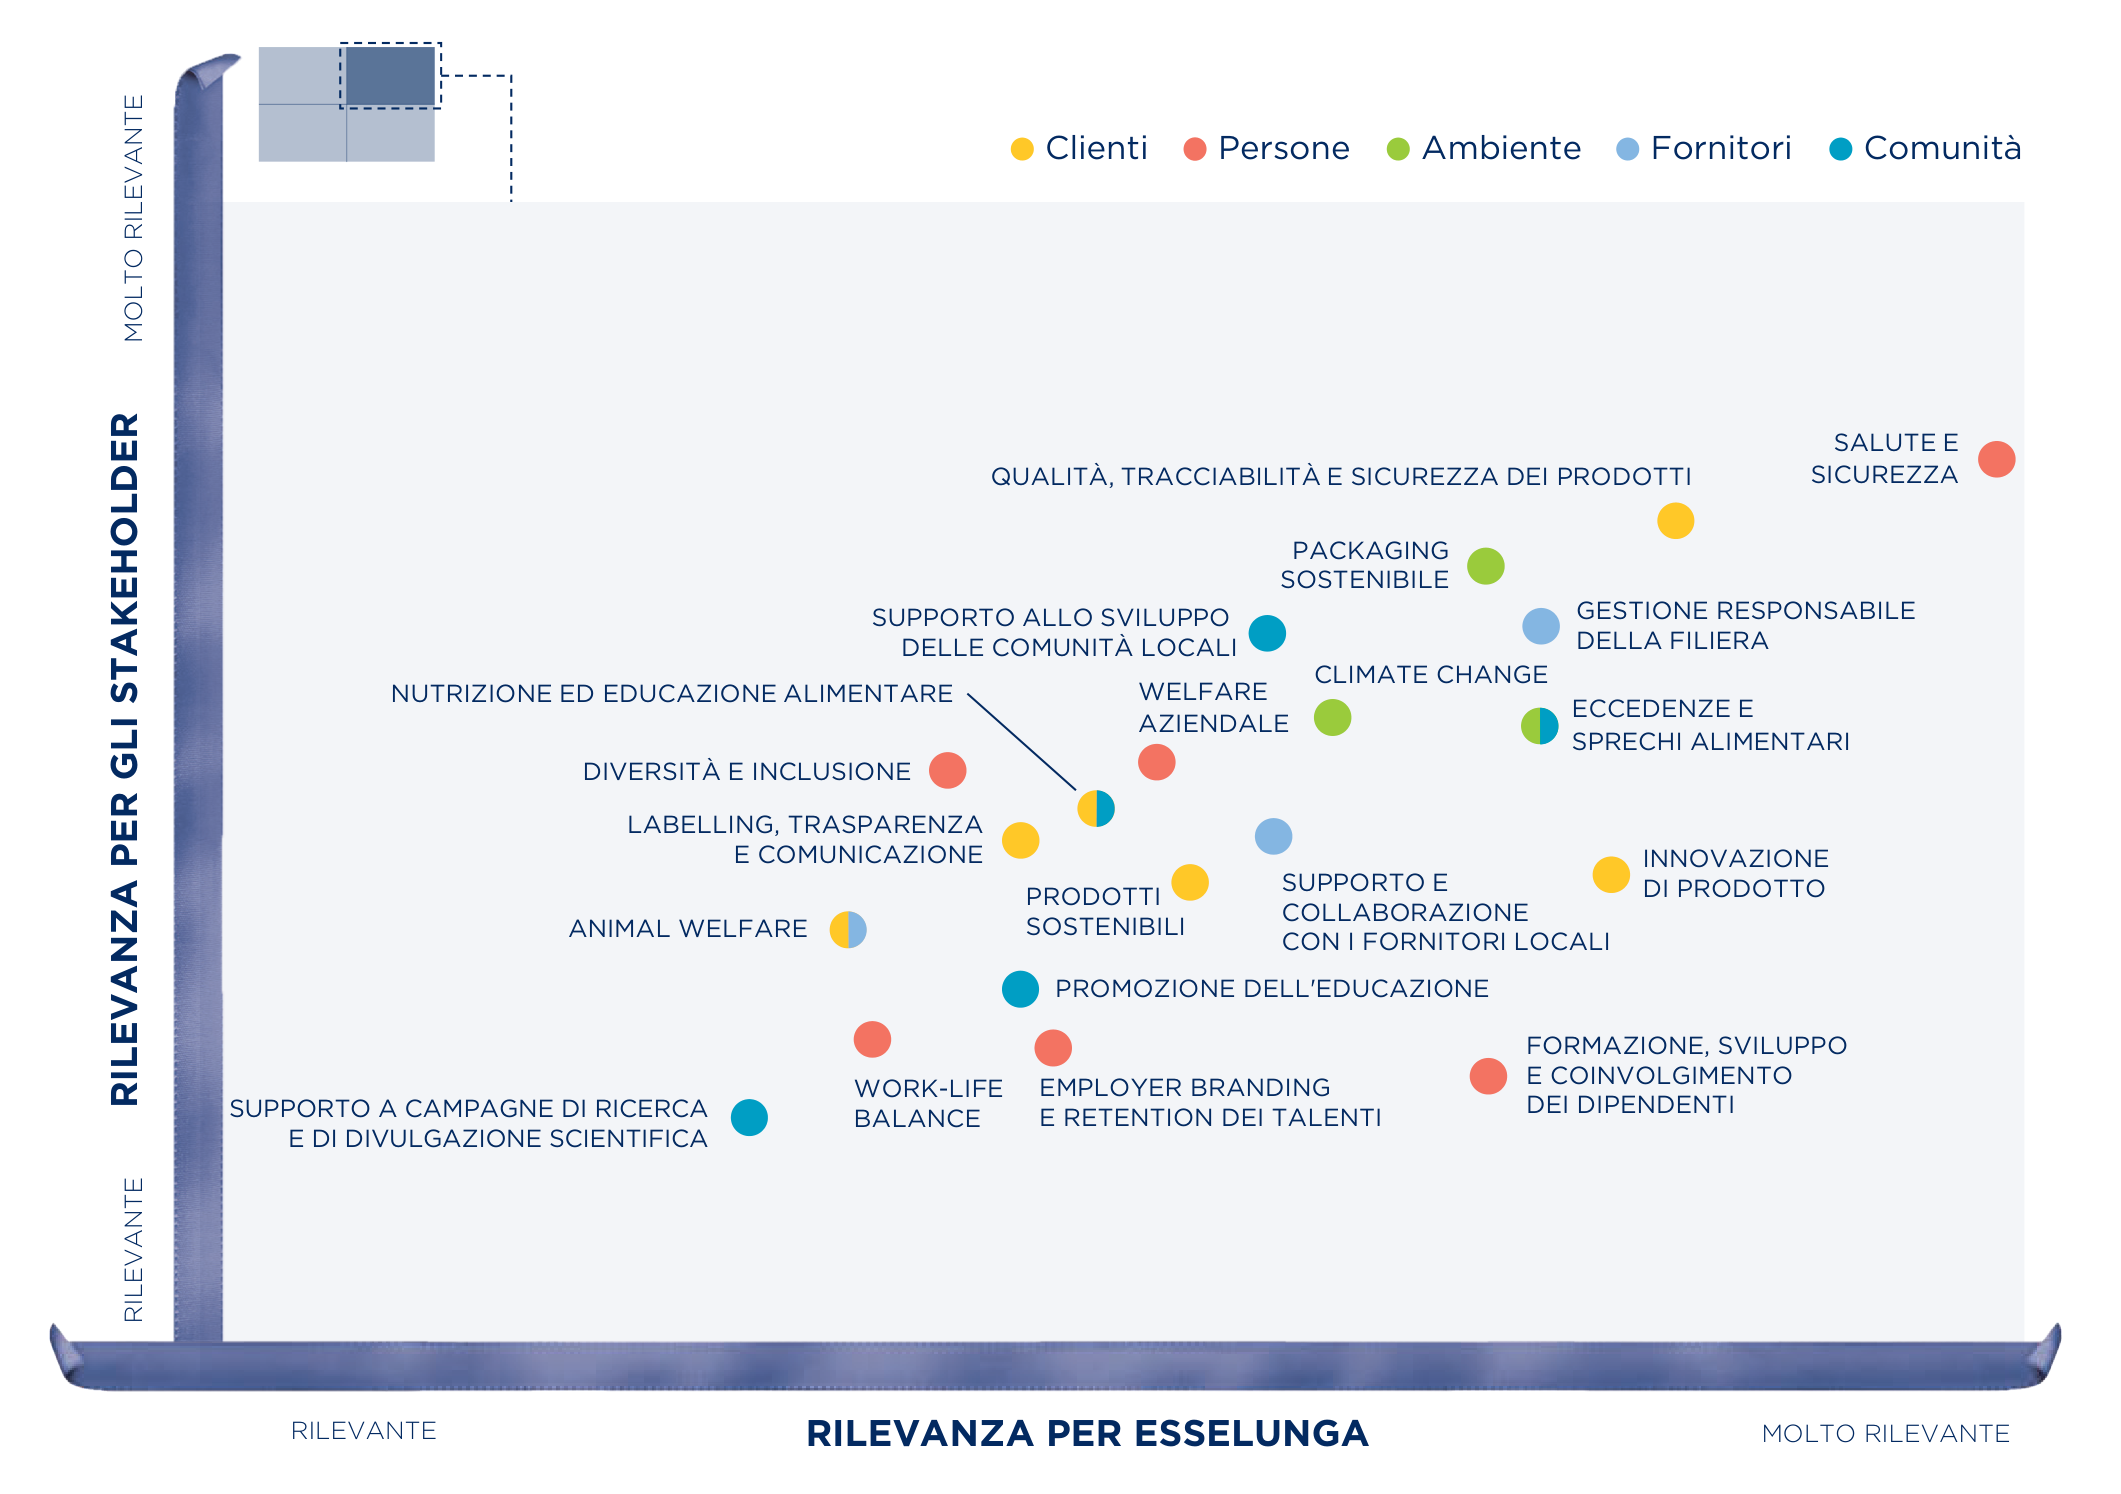 Clienti
Persone
Ambiente
Fornitori
Comunità
MOLTO RILEVANTE
RILEVANZA PER GLI STAKEHOLDER
RILEVANTE
SALUTE E
SICUREZZA
QUALITÀ, TRACCIABILITÀ E SICUREZZA DEI PRODOTTI
PACKAGING
SOSTENIBILE
GESTIONE RESPONSABILE
DELLA FILIERA
SUPPORTO ALLO SVILUPPO
DELLE COMUNITÀ LOCALI
CLIMATE CHANGE
NUTRIZIONE ED EDUCAZIONE ALIMENTARE
WELFARE
AZIENDALE
ECCEDENZE E
SPRECHI ALIMENTARI
DIVERSITÀ E INCLUSIONE
LABELLING, TRASPARENZA
E COMUNICAZIONE
PRODOTTI
SOSTENIBILI
SUPPORTO E
COLLABORAZIONE
CON I FORNITORI LOCALI
INNOVAZIONE
DI PRODOTTO
ANIMAL WELFARE
PROMOZIONE DELL'EDUCAZIONE
WORK-LIFE
BALANCE
EMPLOYER BRANDING
E RETENTION DEI TALENTI
FORMAZIONE, SVILUPPO
E COINVOLGIMENTO
DEI DIPENDENTI
SUPPORTO A CAMPAGNE DI RICERCA
E DI DIVULGAZIONE SCIENTIFICA
RILEVANTE
RILEVANZA PER ESSELUNGA
MOLTO RILEVANTE